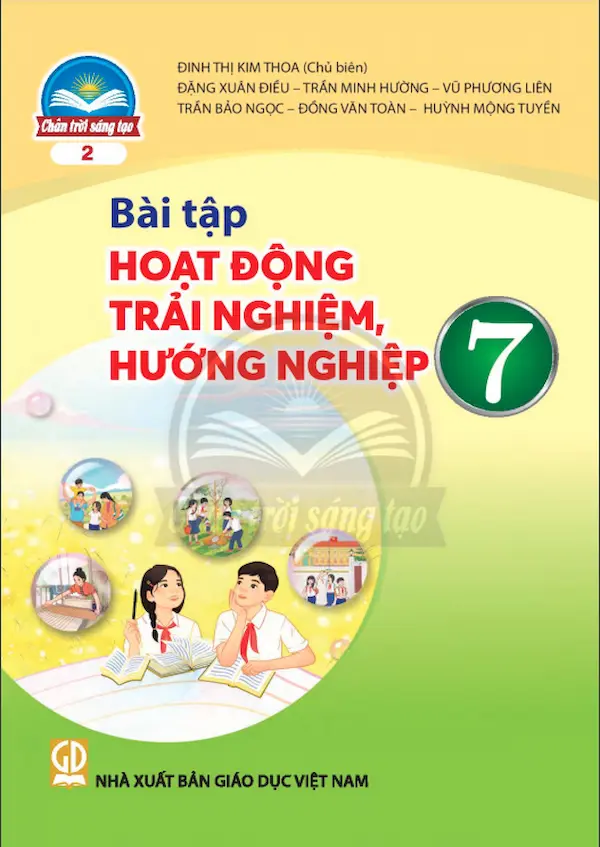 ĐINH THỊ KIM THOA (Chủ biên)
ĐẶNG XUÂN ĐIỀU – TRẦN MINH HƯỜNG – VŨ PHƯƠNG LIÊN
TRẦN BẢO NGỌC – ĐỒNG VĂN TOÀN – HUỲNH MỘNG TUYỀN
Chân trời sáng tạo
2
Bài tập
HOẠT ĐỘNG
TRẢI NGHIỆM,
HƯỚNG NGHIỆP
7
Chân trời sáng tạo
GD
NHÀ XUẤT BẢN GIÁO DỤC VIỆT NAM